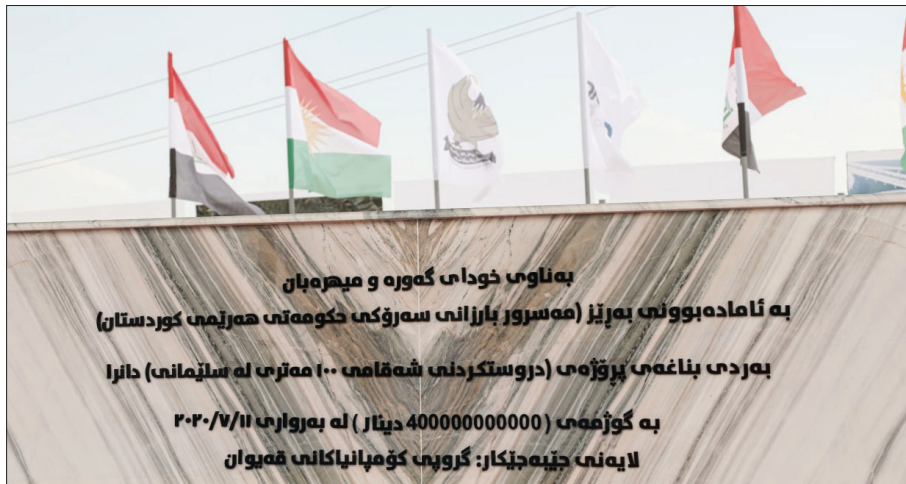 بەناوی خودای گەورە و میهرەبان
بە ئامادەبوونی بەڕێز (مەسرور بارزانی سەرۆکی حکومەتی هەرێمی کوردستان)
بەردی بناغەی پڕۆژەی (دروستکردنی شەقامی ١٠٠ مەتری لە سلێمانی) دانرا
بە گوژمەی ( 400000000000 دینار ) لە بەرواری ٢٠٢٠/٧/١١
لایەنی جێبەجێکار: گروپی کۆمپانیاکانی قەیوان